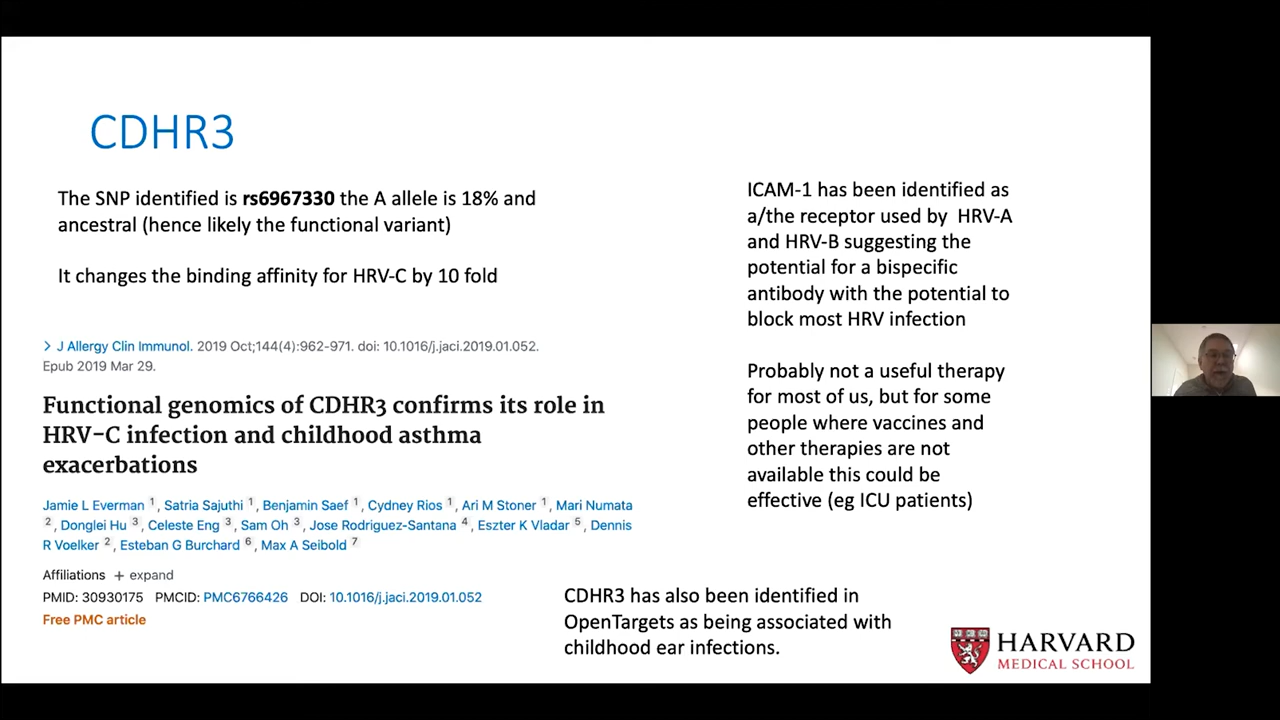 CDHR3
The SNP identified is rs6967330 the A allele is 18% and
ancestral (hence likely the functional variant)
It changes the binding affinity for HRV-C by 10 fold
> J Allergy Clin Immunol. 2019 Oct;144(4):962-971. doi: 10.1016/j.jaci.2019.01.052.
Epub 2019 Mar 29.
Functional genomics of CDHR3 confirms its role in
HRV-C infection and childhood asthma
exacerbations
Jamie L Everman 1, Satria Sajuthi 1, Benjamin Saef 1, Cydney Rios 1, Ari M Stoner 1, Mari Numata
2, Donglei Hu 3, Celeste Eng 3, Sam Oh 3, Jose Rodriguez-Santana 4, Eszter K Vladar 5, Dennis
R Voelker 2, Esteban G Burchard 6, Max A Seibold 7
Affiliations + expand
PMID: 30930175 PMCID: PMC6766426 DOI: 10.1016/j.jaci.2019.01.052
Free PMC article
ICAM-1 has been identified as
a/the receptor used by HRV-A
and HRV-B suggesting the
potential for a bispecific
antibody with the potential to
block most HRV infection
Probably not a useful therapy
for most of us, but for some
people where vaccines and
other therapies are not
available this could be
effective (eg ICU patients)
CDHR3 has also been identified in
OpenTargets as being associated with
childhood ear infections.
HARVARD
MEDICAL SCHOOL